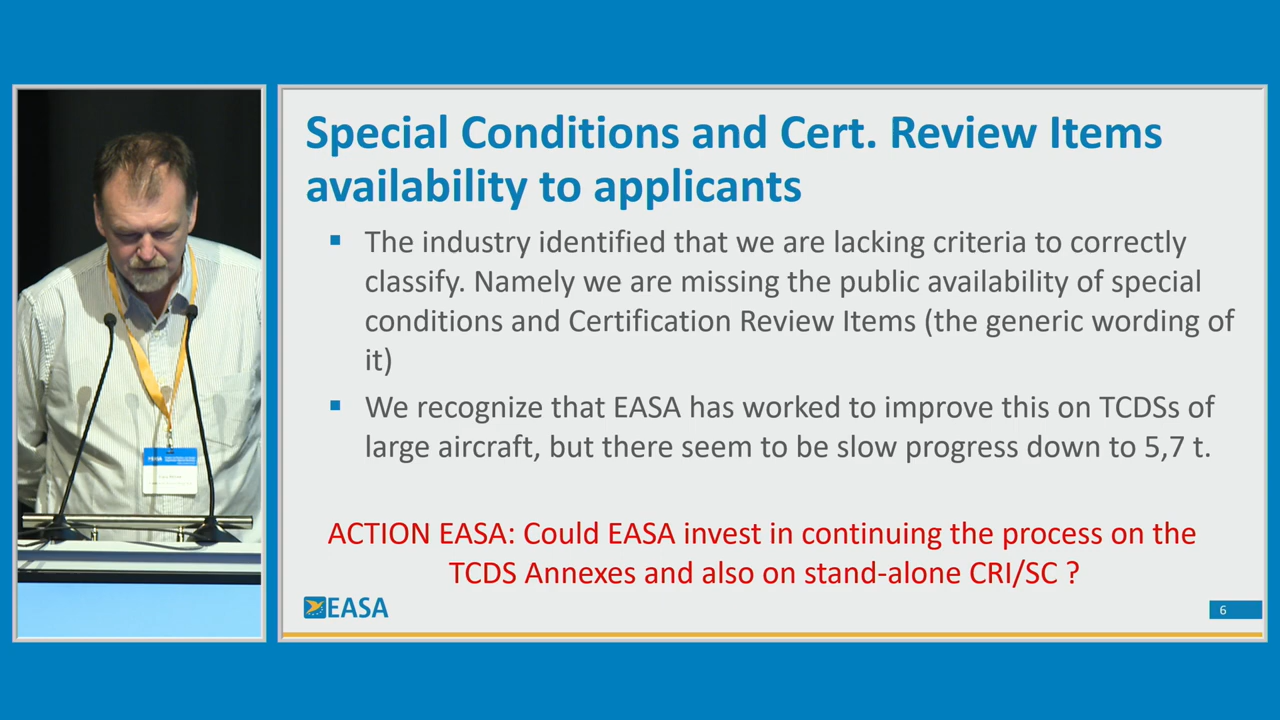 Special Conditions and Cert. Review Items
availability to applicants
The industry identified that we are lacking criteria to correctly
classify. Namely we are missing the public availability of special
conditions and Certification Review Items (the generic wording of
it)
We recognize that EASA has worked to improve this on TCDSs of
large aircraft, but there seem to be slow progress down to 5,7 t.
ACTION EASA: Could EASA invest in continuing the process on the
TCDS Annexes and also on stand-alone CRI/SC ?
EASA
6